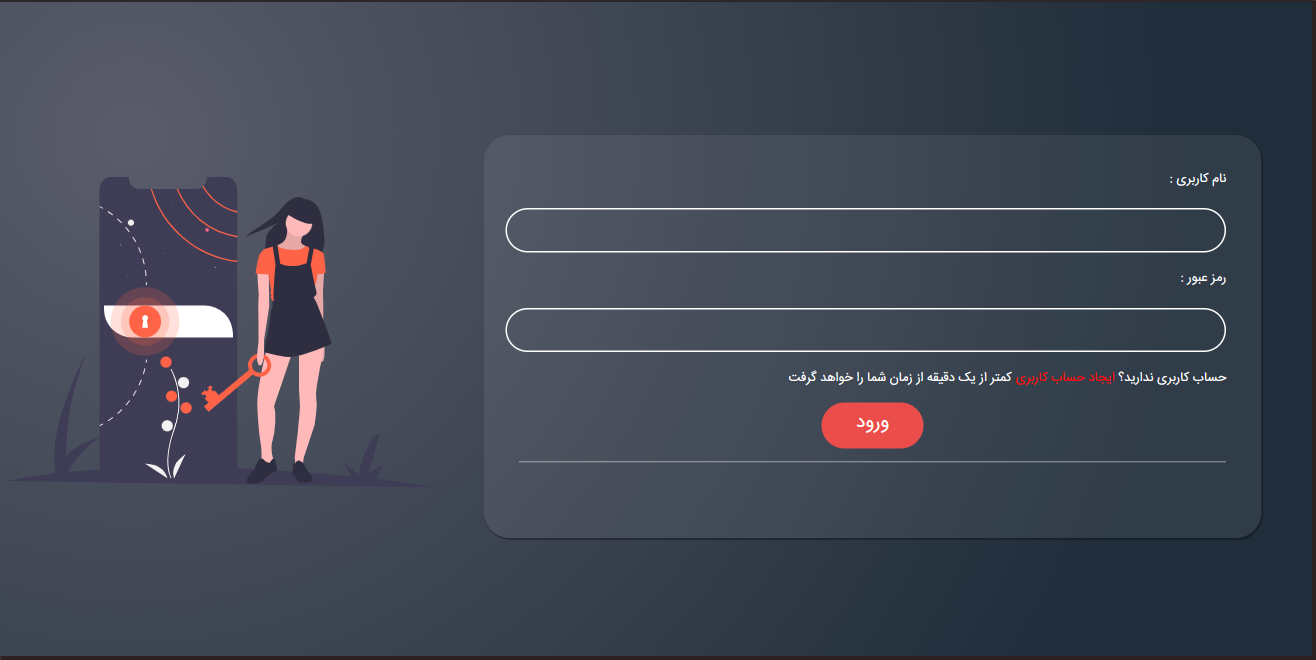 نام کاربری :
رمز عبور :
حساب کاربری ندارید؟ ایجاد حساب کاربری کمتر از یک دقیقه از زمان شما را خواهد گرفت
ورود